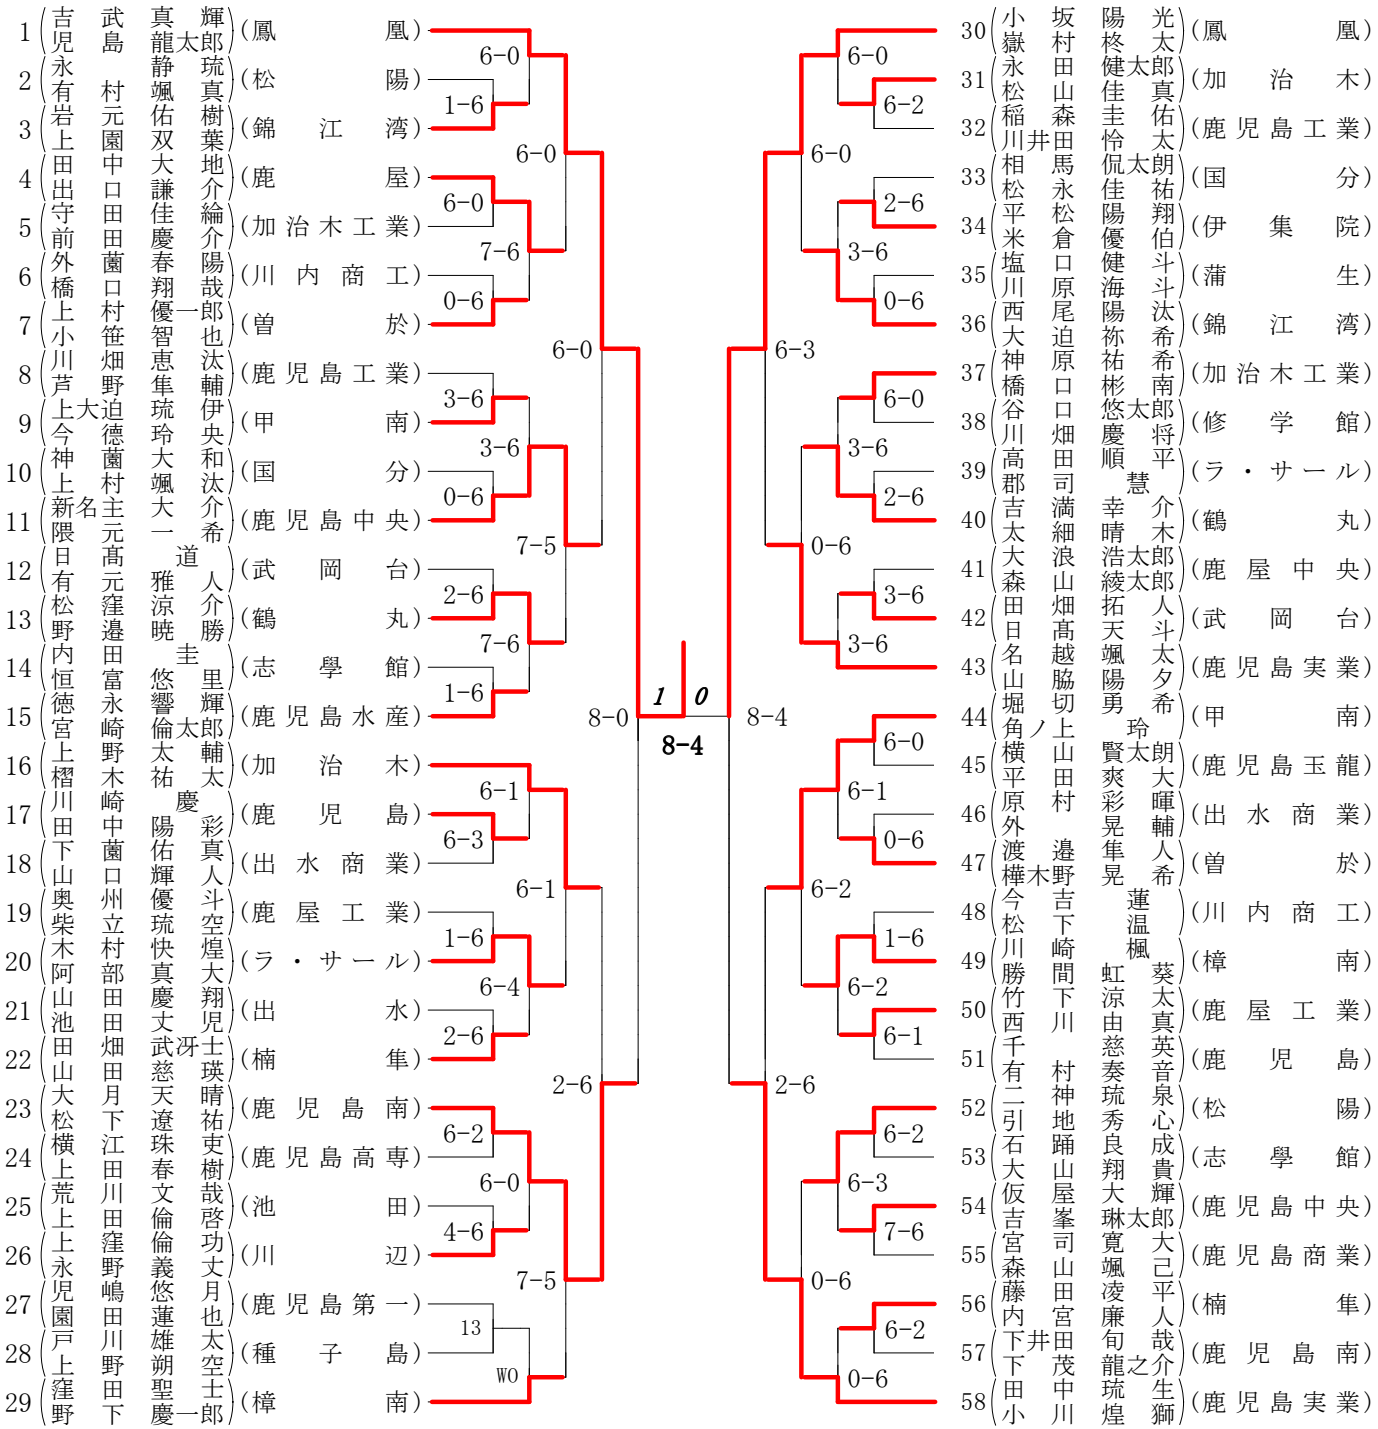 1 吉武真輝 児島龍太郎 (鳳凰)
2 永静琉 有村颯真 (松陽)
3 岩元佑樹 上園双葉 (錦江湾)
4 田中大地 出口謙介 (鹿屋)
5 守田佳綸 前田慶介 (加治木工業)
6 外薗春陽 橋口翔哉 (川内商工)
7 上村優一郎 小笹智也 (曽於)
8 川畑恵汰 芦野隼輔 (鹿児島工業)
9 上大迫琉伊 今德玲央 (甲南)
10 神薗大和 上村颯汰 (国分)
11 新名主大介 隈元一希 (鹿児島中央)
12 日髙道 有元雅人 (武岡台)
13 松窪涼介 野邉暁勝 (鶴丸)
14 内田圭 恒富悠里 (志學館)
15 徳永響輝 宮崎倫太郎 (鹿児島水産)
16 上野太輔 槢木祐太 (加治木)
17 川崎慶 田中陽彩 (鹿児島)
18 下薗佑真 山口輝人 (出水商業)
19 奥州優斗 柴立琉空 (鹿屋工業)
20 木村快煌 阿部真大 (ラ・サール)
21 山田慶翔 池田丈児 (出水)
22 田畑武冴士 山田慈瑛 (楠隼)
23 大月天晴 松下遼祐 (鹿児島南)
24 横江珠吏 上田春樹 (鹿児島高専)
25 荒川文哉 上田倫啓 (池田)
26 上窪倫功 永野義丈 (川辺)
27 児嶋悠月 園田蓮也 (鹿児島第一)
28 戸川雄太 上野朔空 (種子島)
29 窪田聖士 野下慶一郎 (樟南)
6-0
1-6
6-0
6-0
7-6
0-6
6-0
3-6
3-6
0-6
7-5
2-6
7-6
1-6
8-0
6-1
6-3
6-1
1-6
6-4
2-6
2-6
6-2
6-0
4-6
7-5
13
WO
1 0
8-4
30 小坂陽光 嶽村柊太 (鳳凰)
31 永田健太郎 松山佳真 (加治木)
32 稲森圭佑 川井田怜太 (鹿児島工業)
33 相馬侃太朗 松永佳祐 (国分)
34 平松陽翔 米倉優伯 (伊集院)
35 塩口健斗 川原海斗 (蒲生)
36 西尾陽汰 大迫祢希 (錦江湾)
37 神原祐希 橋口彬南 (加治木工業)
38 谷口悠太郎 川畑慶将 (修学館)
39 高田順平 郡司慧 (ラ・サール)
40 吉満幸介 太細晴木 (鶴丸)
41 大浪浩太郎 森山綾太郎 (鹿屋中央)
42 田畑拓人 日髙天斗 (武岡台)
43 名越颯太 山脇陽夕 (鹿児島実業)
44 堀切勇希 角ノ上玲 (甲南)
45 横山賢太朗 平田爽大 (鹿児島玉龍)
46 原村彩暉 外晃輔 (出水商業)
47 渡邉隼人 樺木野晃希 (曽於)
48 今吉蓮 松下温 (川内商工)
49 川崎楓 勝間虹葵 (樟南)
50 竹下涼太 西川由真 (鹿屋工業)
51 千慈英 有村奏音 (鹿児島)
52 二神琉泉 引地秀心 (松陽)
53 石踊良成 大山翔貴 (志學館)
54 仮屋大輝 吉峯琳太郎 (鹿児島中央)
55 宮司寛大 森山颯己 (鹿児島商業)
56 藤田凌平 内宮廉人 (楠隼)
57 下井田旬哉 下茂龍之介 (鹿児島南)
58 田中琉生 小川煌獅 (鹿児島実業)
6-0
6-2
6-0
2-6
3-6
0-6
6-3
6-0
3-6
2-6
0-6
3-6
3-6
8-4
6-0
6-1
0-6
6-2
1-6
6-2
6-1
2-6
6-2
6-3
7-6
0-6
6-2
0-6